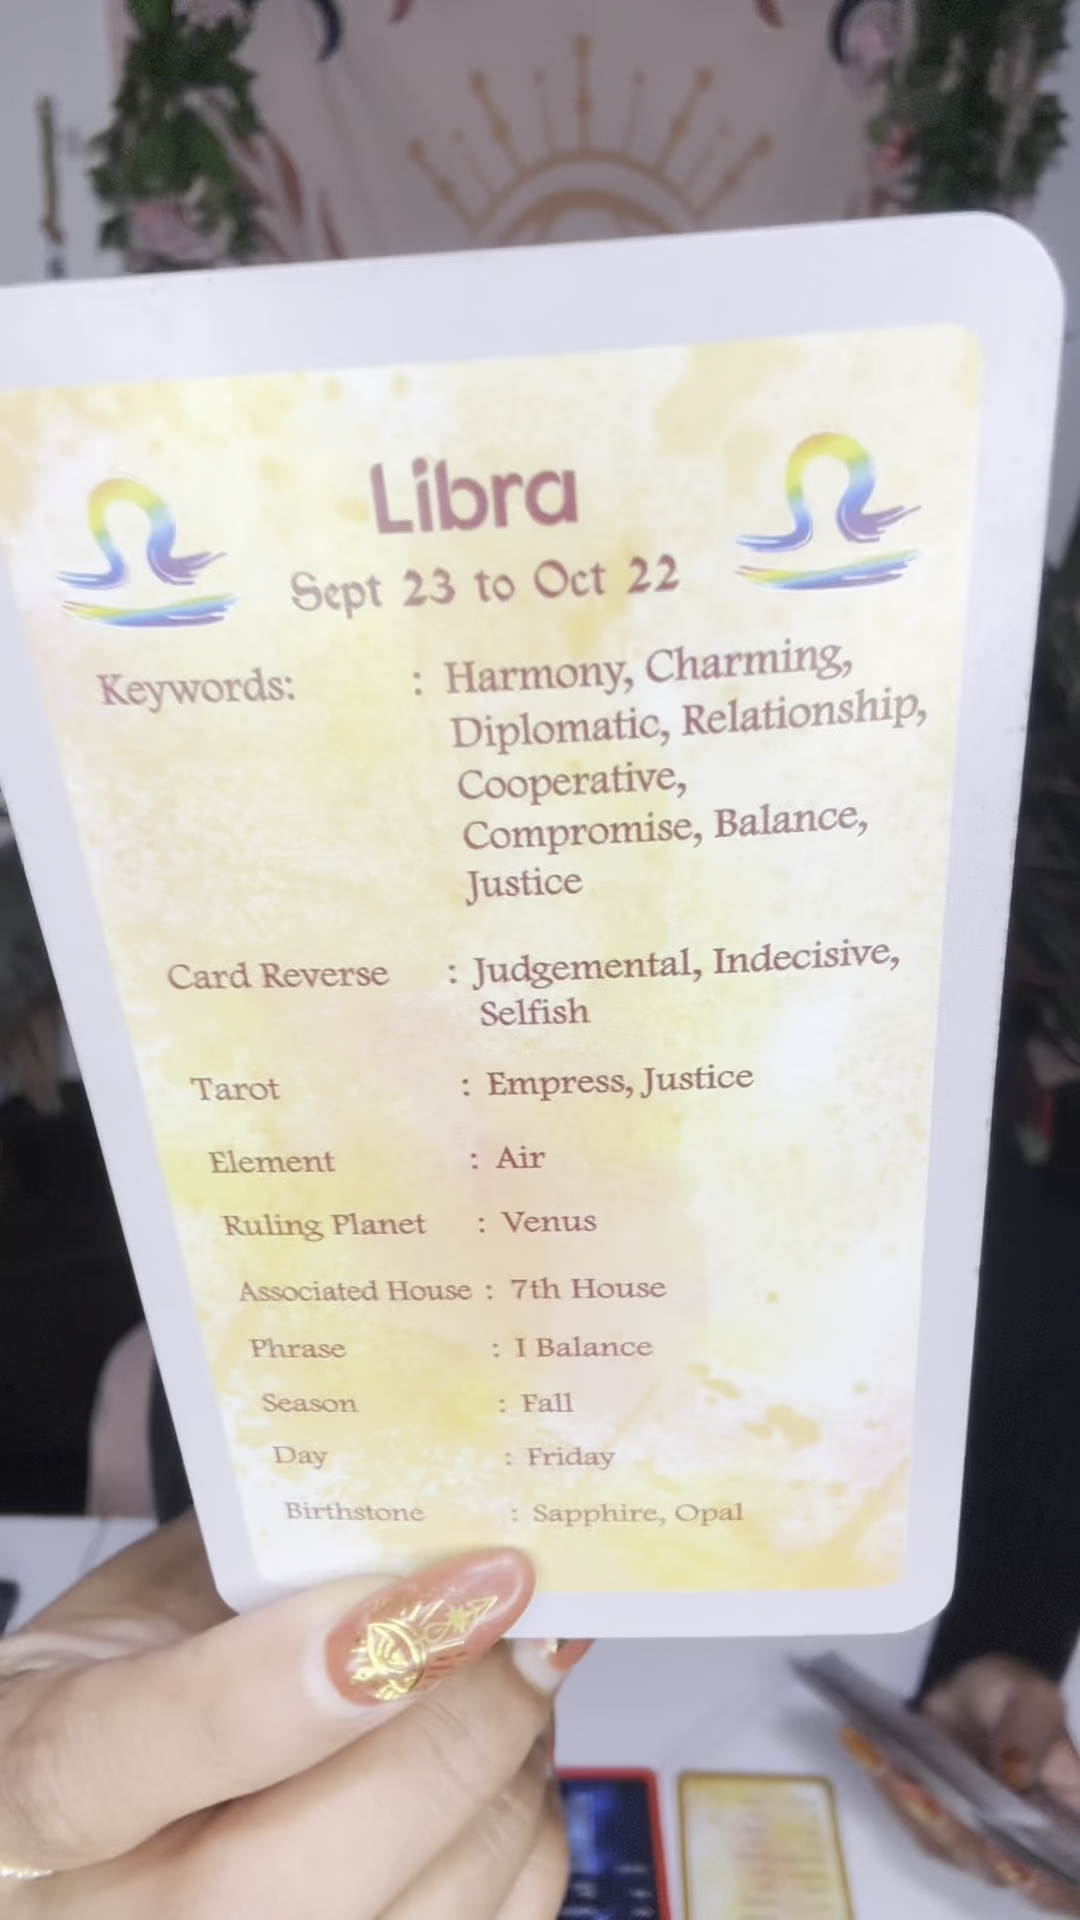 Libra
Sept 23 to Oct 22
Keywords: : Harmony, Charming,
Diplomatic, Relationship,
Cooperative,
Compromise, Balance,
Justice
Card Reverse : Judgemental, Indecisive,
Selfish
Tarot : Empress, Justice
Element : Air
Ruling Planet : Venus
Associated House : 7th House
Phrase : I Balance
Season : Fall
Day : Friday
Birthstone : Sapphire, Opal